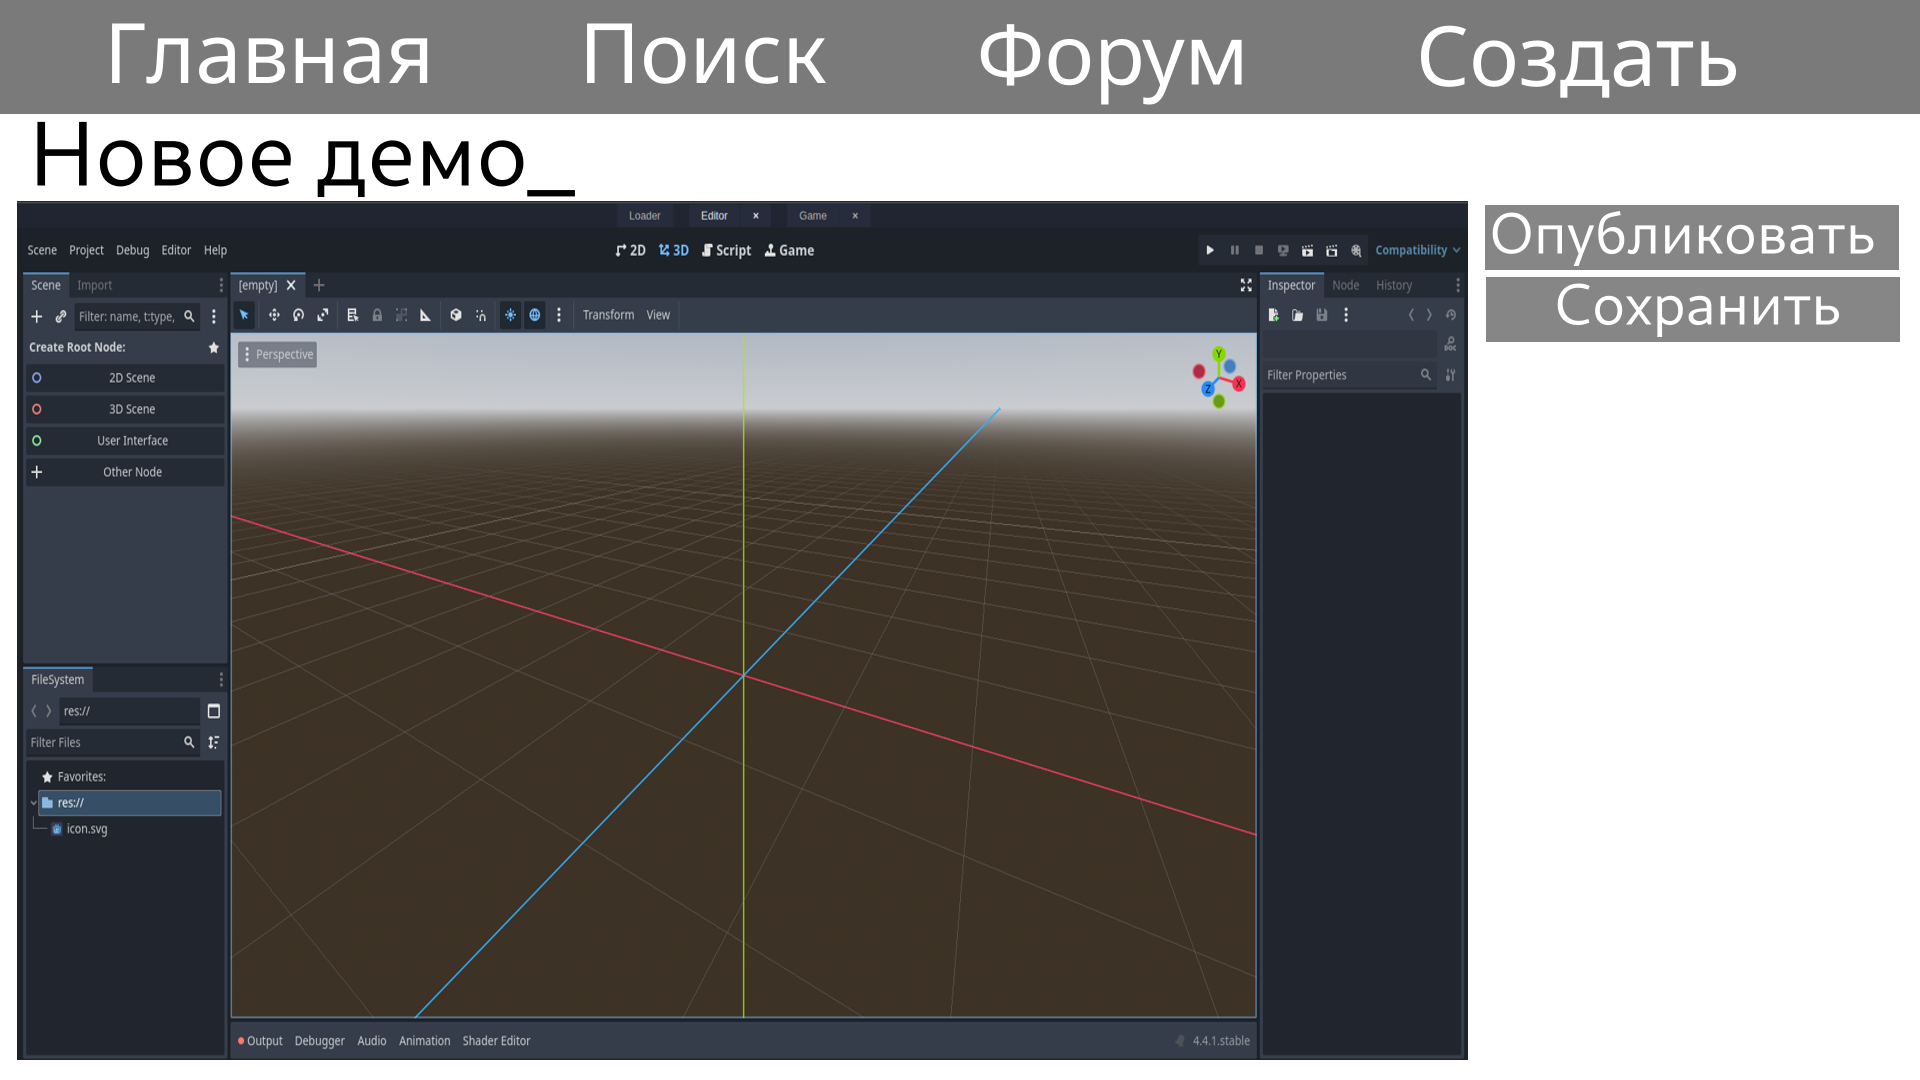 Главная Поиск Форум Создать
Новое демо_
Loader Editor × Game ×
Scene Project Debug Editor Help 2D 3D Script Game Compatibility
Scene Import [empty] Inspector Node History
Filter: name, t:type, Transform View
Create Root Node:
Perspective
2D Scene
3D Scene
User Interface
Other Node
Y
X
Z
DOC
Filter Properties
FileSystem
res://
Filter Files
Favorites:
res://
icon.svg
Output Debugger Audio Animation Shader Editor 4.4.1.stable
Опубликовать
Сохранить